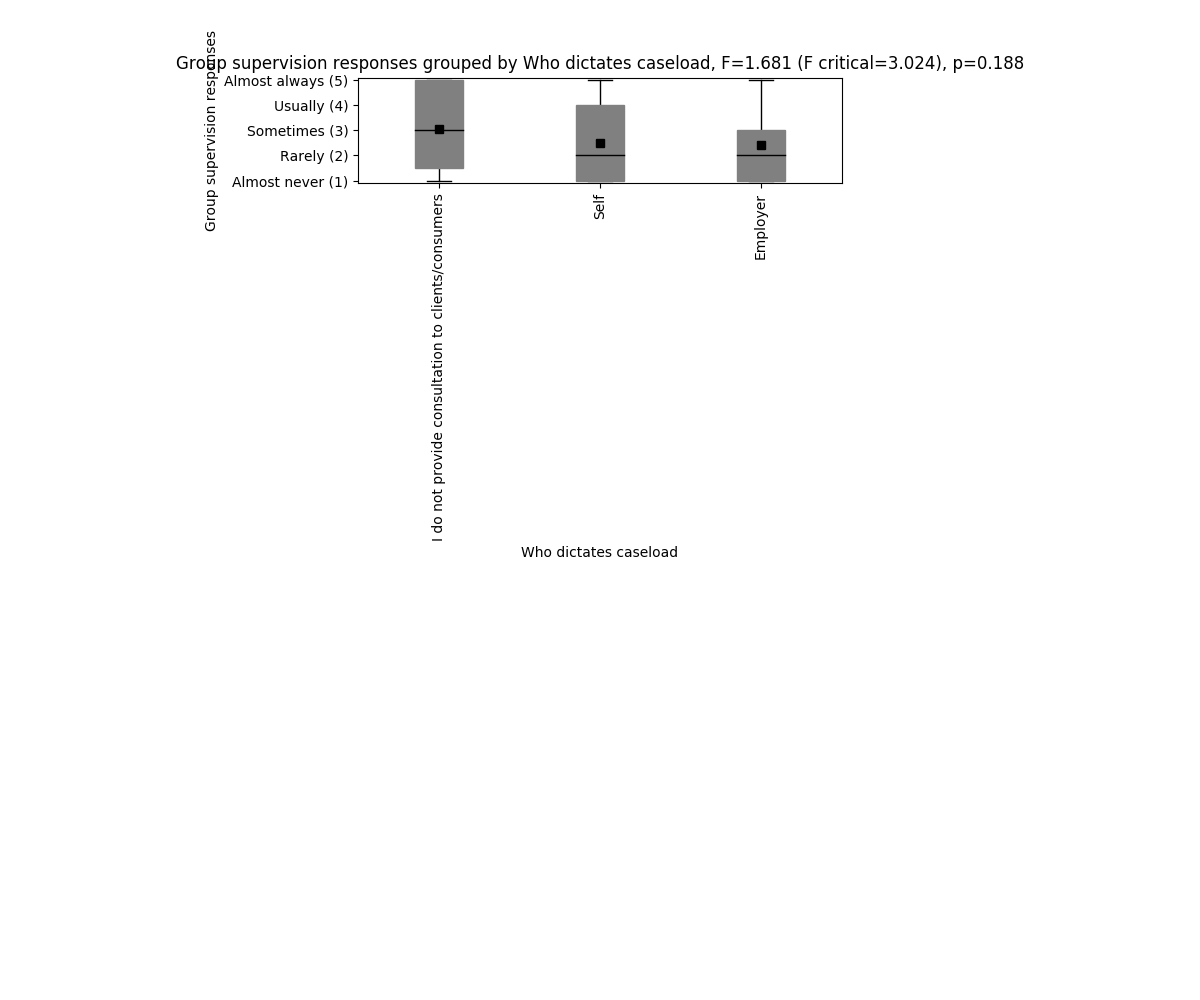 Group supervision responses grouped by Who dictates caseload, F=1.681 (F critical=3.024), p=0.188
Group supervision responses
Almost always (5)
Usually (4)
Sometimes (3)
Rarely (2)
Almost never (1)
I do not provide consultation to clients/consumers
Self
Employer
Who dictates caseload